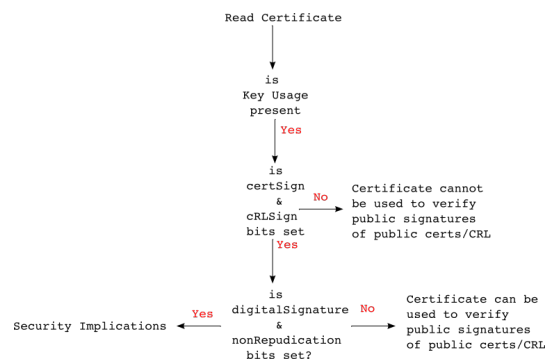 Read Certificate
is
Key Usage
present
Yes
is
certSign
&
cRLSign
bits set
No
Certificate cannot
be used to verify
public signatures
of public certs/CRL
Yes
is
digitalSignature
&
nonRepudication
bits set?
Yes
Security Implications
No
Certificate can be
used to verify
public signatures
of public certs/CRL